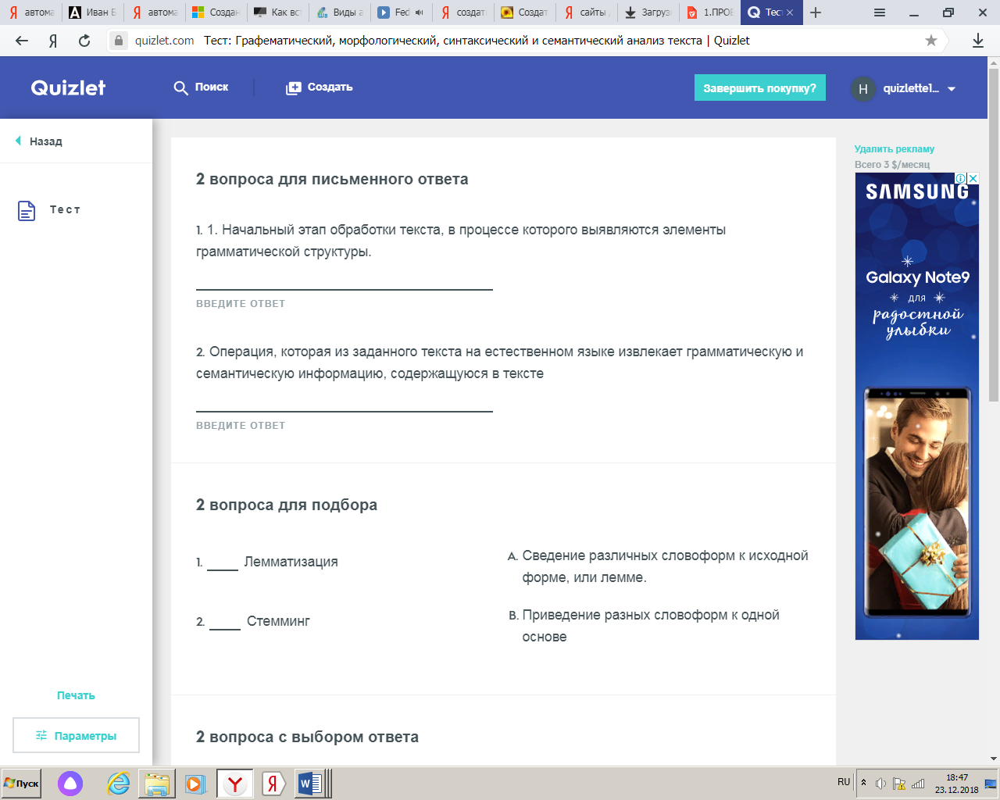 автома
Иван Б
автома
Создан
Как вст
Виды а
Fed
создат
Создат
сайты
Загруз
1.ПРОЕ
Тест
quizlet.com Тест: Графематический, морфологический, синтаксический и семантический анализ текста | Quizlet
Quizlet
Поиск
Создать
Завершить покупку?
H quizlette1...
Назад
Тест
Удалить рекламу
Всего 3 $/месяц
2 вопроса для письменного ответа
1. 1. Начальный этап обработки текста, в процессе которого выявляются элементы
грамматической структуры.
ВВЕДИТЕ ОТВЕТ
2. Операция, которая из заданного текста на естественном языке извлекает грамматическую и
семантическую информацию, содержащуюся в тексте
ВВЕДИТЕ ОТВЕТ
2 вопроса для подбора
1. ____ Лемматизация
2. ____ Стемминг
A. Сведение различных словоформ к исходной
форме, или лемме.
B. Приведение разных словоформ к одной
основе
2 вопроса с выбором ответа
SAMSUNG
Galaxy Note9
для
радостной
улыбки
Печать
Параметры
Пуск
RU
18:47
23.12.2018